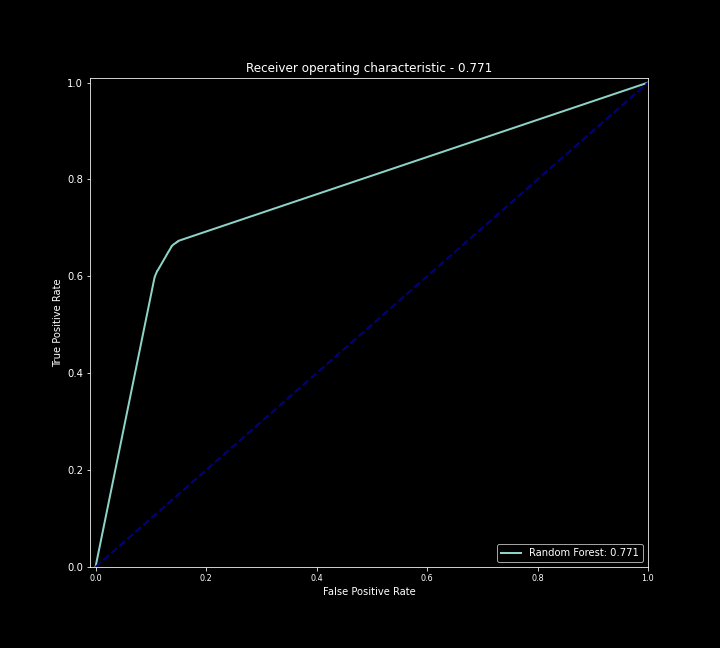 Receiver operating characteristic - 0.771
1.0
0.8
0.6
0.4
0.2
0.0
True Positive Rate
0.0 0.2 0.4 0.6 0.8 1.0
False Positive Rate
Random Forest: 0.771